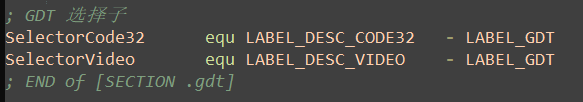 ; GDT 选择子
SelectorCode32 equ LABEL_DESC_CODE32 - LABEL_GDT
SelectorVideo equ LABEL_DESC_VIDEO - LABEL_GDT
; END of [SECTION .gdt]